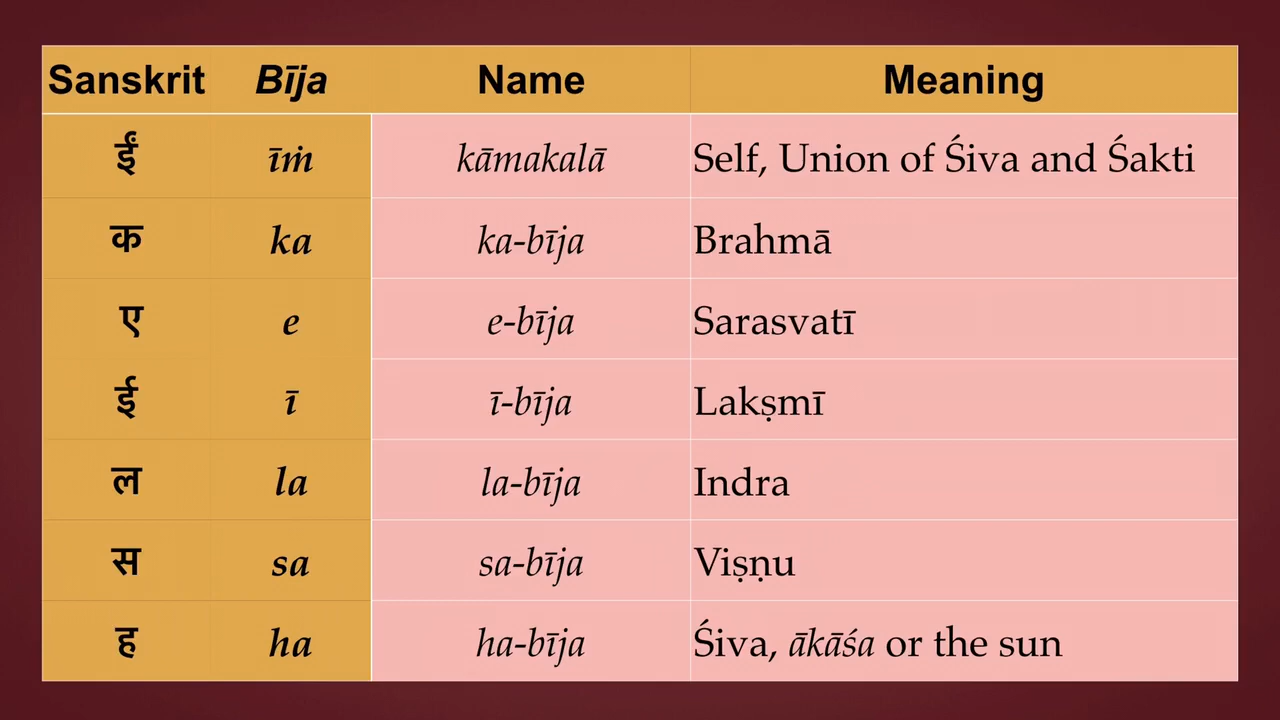 Sanskrit Bīja Name Meaning
ईं īṁ kāmakalā Self, Union of Śiva and Śakti
क ka ka-bīja Brahmā
ए e e-bīja Sarasvatī
ई ī ī-bīja Lakṣmī
ल la la-bīja Indra
स sa sa-bīja Viṣṇu
ह ha ha-bīja Śiva, ākāśa or the sun